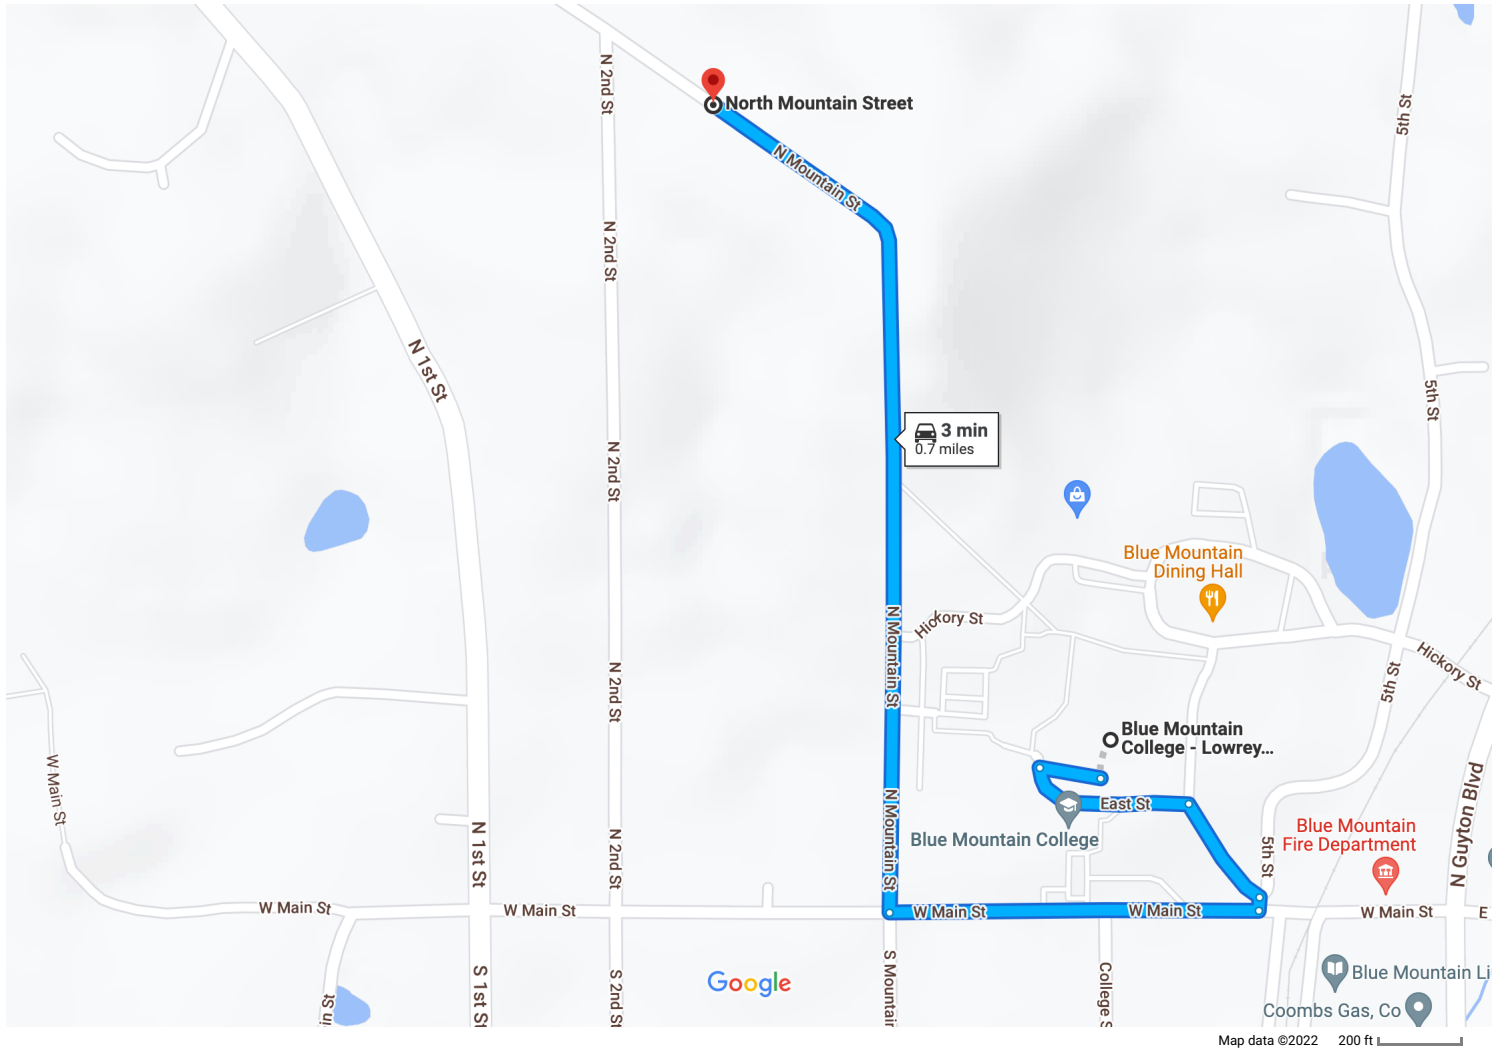 N 2nd St
North Mountain Street
5th St
N Mountain St
N 2nd St
N 1st St
5th St
3 min
0.7 miles
N 2nd St
Blue Mountain
Dining Hall
N Mountain St
Hickory St
Hickory St
N 2nd St
5th St
Blue Mountain
College - Lowrey...
W Main St
N Guyton Blvd
East St
N Mountain St
Blue Mountain College
Blue Mountain
Fire Department
5th St
N 1st St
N 2nd St
W Main St
W Main St
W Main St
W Main St
W Main St
E
S 1st St
S 2nd St
S Mountain
College S
in St
Google
Blue Mountain Li
Coombs Gas, Co
Map data ©2022
200 ft